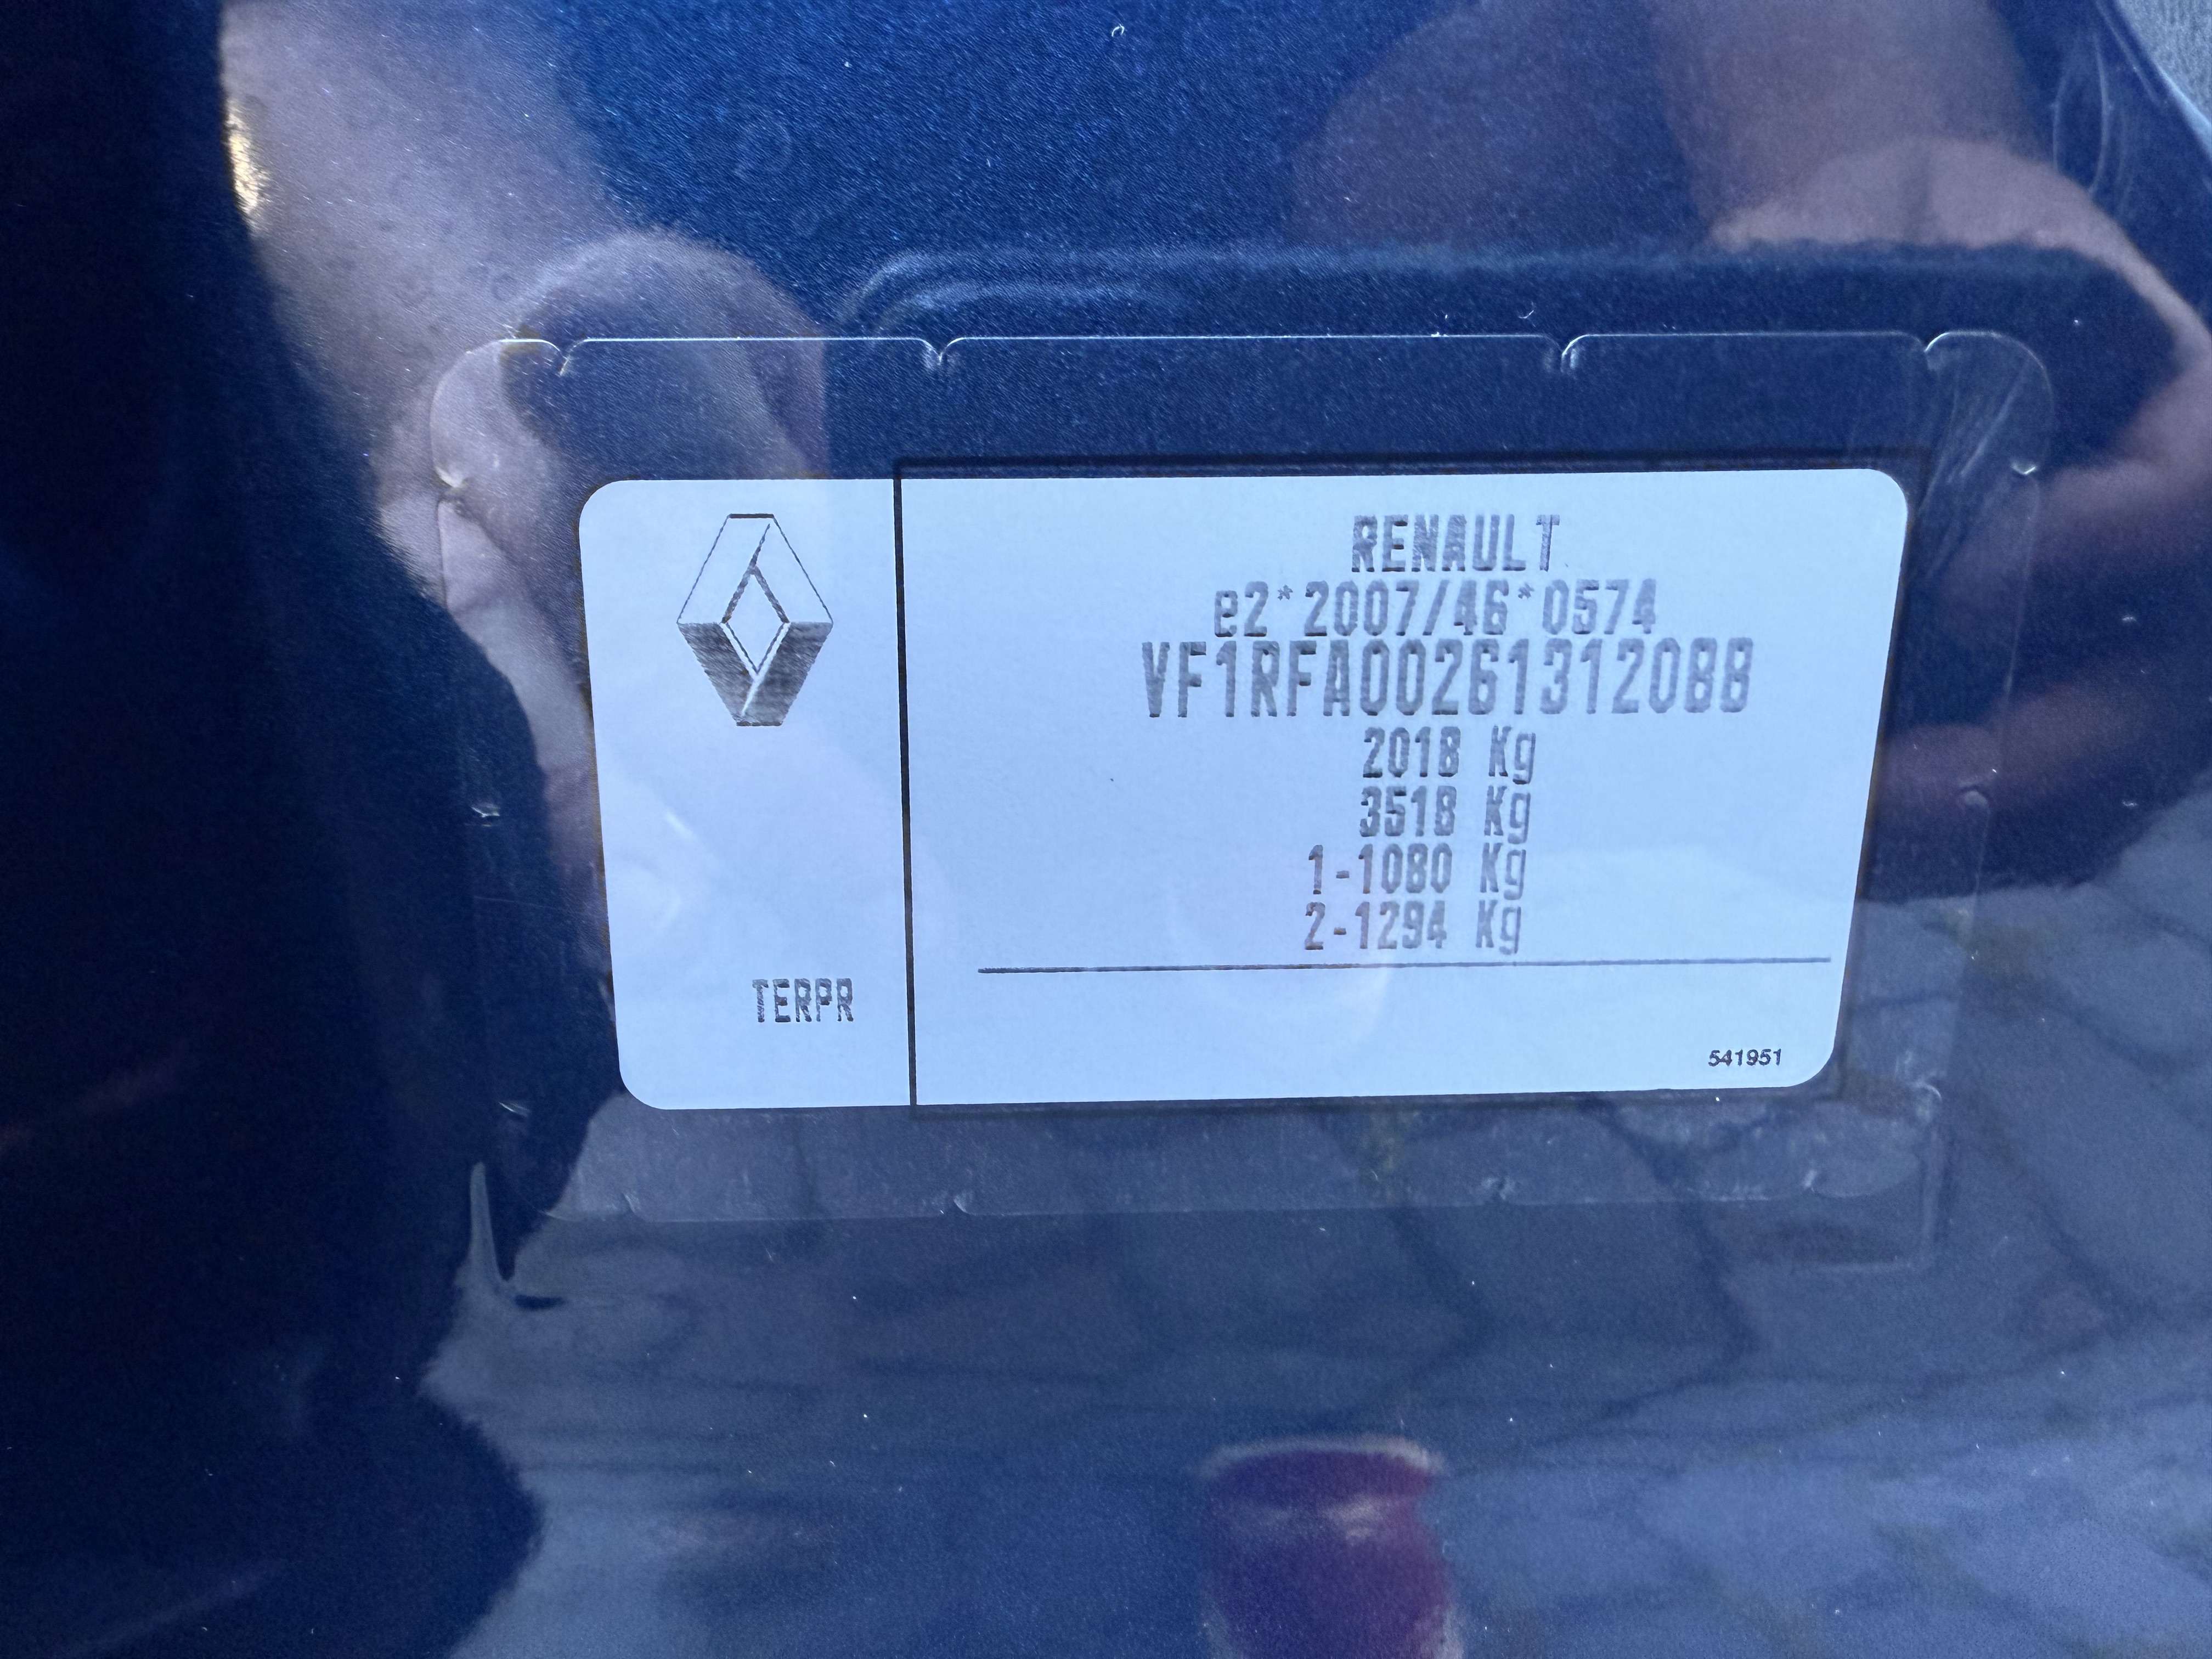 RENAULT
e2*2007/46*0574
VF1RFA00261312088
2018 Kg
3518 Kg
1-1080 Kg
2-1294 Kg
TERPR
541951